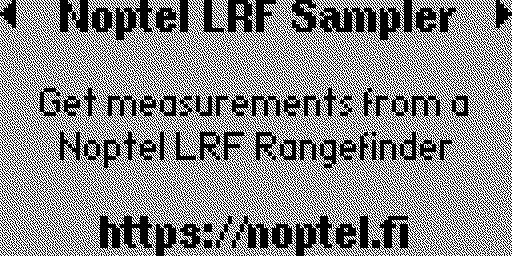 Noptel LRF Sampler
Get measurements from a
Noptel LRF Rangefinder
https://noptel.fi